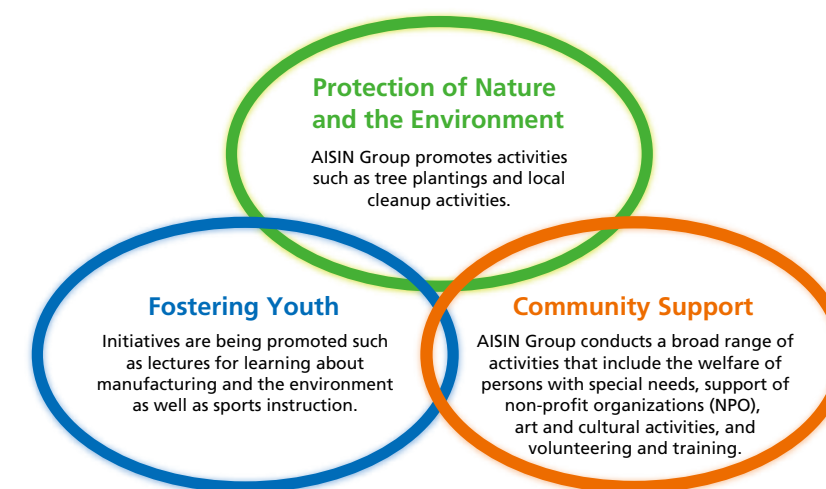 Protection of Nature
and the Environment
AISIN Group promotes activities
such as tree plantings and local
cleanup activities.
Fostering Youth
Initiatives are being promoted such
as lectures for learning about
manufacturing and the environment
as well as sports instruction.
Community Support
AISIN Group conducts a broad range of
activities that include the welfare of
persons with special needs, support of
non-profit organizations (NPO),
art and cultural activities, and
volunteering and training.